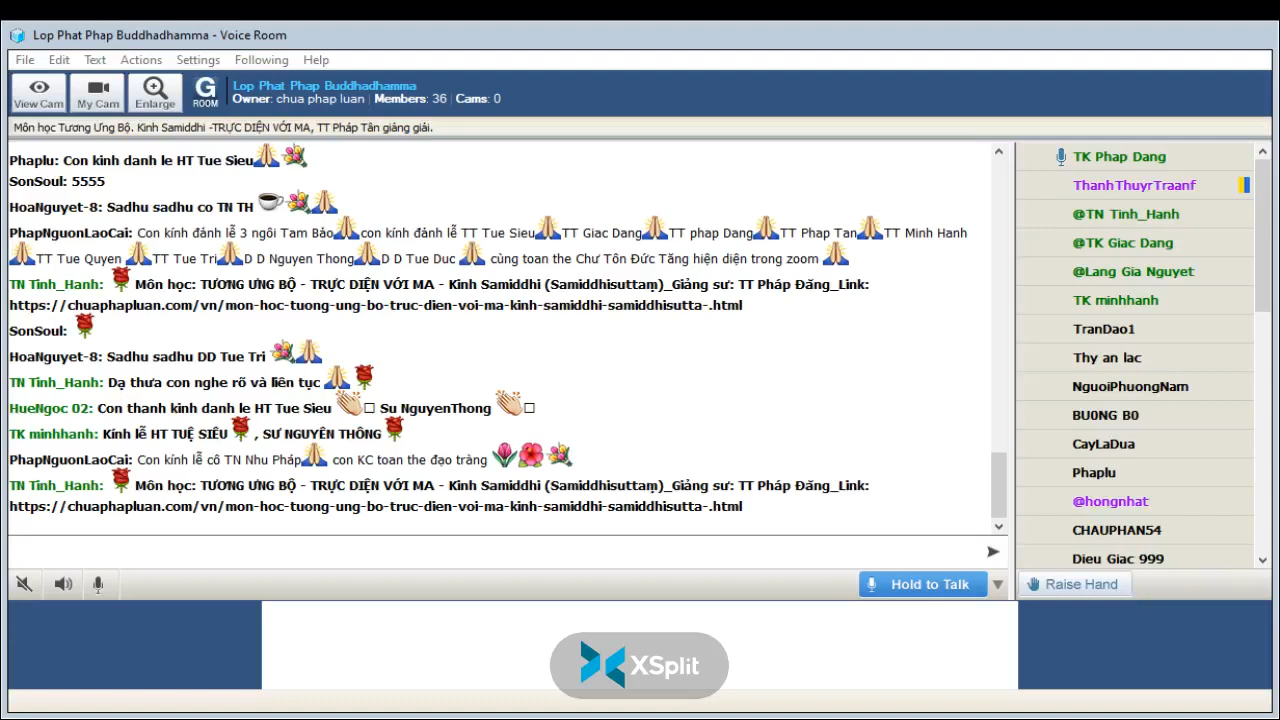 Lop Phat Phap Buddhadhamma - Voice Room
File Edit Text Actions Settings Following Help
View Cam
My Cam
Enlarge
G
ROOM
Lop Phat Phap Buddhadhamma
Owner: chua phap luan | Members: 36 | Cams: 0
Môn học Tương Ưng Bộ. Kinh Samiddhi -TRỰC DIỆN VỚI MA, TT Pháp Tân giảng giải.
Phaplu: Con kinh danh le HT Tue Sieu
SonSoul: 5555
HoaNguyet-8: Sadhu sadhu co TN TH
PhapNguonLaoCai: Con kính đảnh lễ 3 ngôi Tam Bảo con kính đảnh lễ TT Tue Sieu TT Giac Dang TT phap Dang TT Phap Tan TT Minh Hanh
TT Tue Quyen TT Tue Tri D D Nguyen Thong D D Tue Duc cùng toan the Chư Tôn Đức Tăng hiện diện trong zoom
TN Tinh_Hanh: Môn học: TƯƠNG ƯNG BỘ - TRỰC DIỆN VỚI MA - Kinh Samiddhi (Samiddhisuttaṃ)_Giảng sư: TT Pháp Đăng_Link:
https://chuaphapluan.com/vn/mon-hoc-tuong-ung-bo-truc-dien-voi-ma-kinh-samiddhi-samiddhisutta-.html
SonSoul:
HoaNguyet-8: Sadhu sadhu DD Tue Tri
TN Tinh_Hanh: Dạ thưa con nghe rõ và liên tục
HueNgoc 02: Con thanh kinh danh le HT Tue Sieu Su NguyenThong
TK minhhanh: Kính lễ HT TUỆ SIÊU , SƯ NGUYÊN THÔNG
PhapNguonLaoCai: Con kính lễ cô TN Nhu Pháp con KC toan the đạo tràng
TN Tinh_Hanh: Môn học: TƯƠNG ƯNG BỘ - TRỰC DIỆN VỚI MA - Kinh Samiddhi (Samiddhisuttaṃ)_Giảng sư: TT Pháp Đăng_Link:
https://chuaphapluan.com/vn/mon-hoc-tuong-ung-bo-truc-dien-voi-ma-kinh-samiddhi-samiddhisutta-.html
Hold to Talk
TK Phap Dang
ThanhThuyrTraanf
@TN Tinh_Hanh
@TK Giac Dang
@Lang Gia Nguyet
TK minhhanh
TranDao1
Thy an lac
NguoiPhuongNam
BU0NG B0
CayLaDua
Phaplu
@hongnhat
CHAUPHAN54
Dieu Giac 999
Raise Hand
XSplit